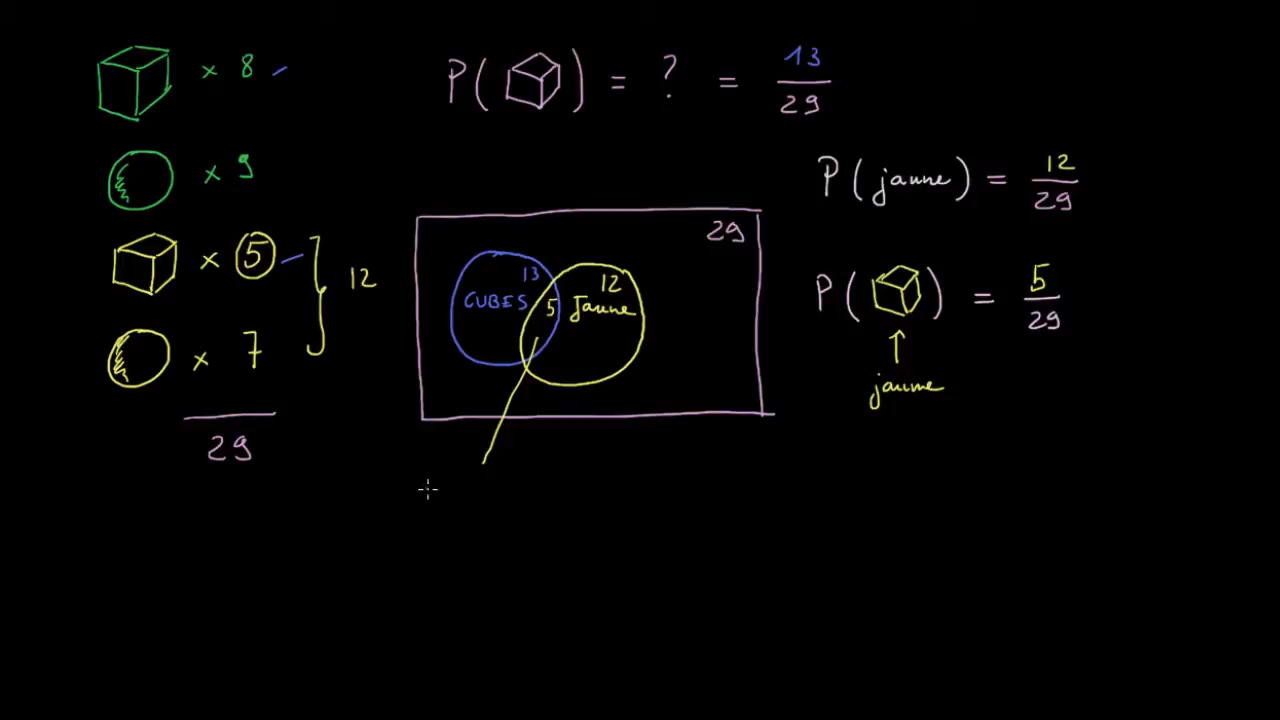 × 8
× 9
× 5
× 7
12
29
P( ) = ? = 13/29
P(jaune) = 12/29
P( ) = 5/29
jaune
29
13
CUBES
5
12
Jaune